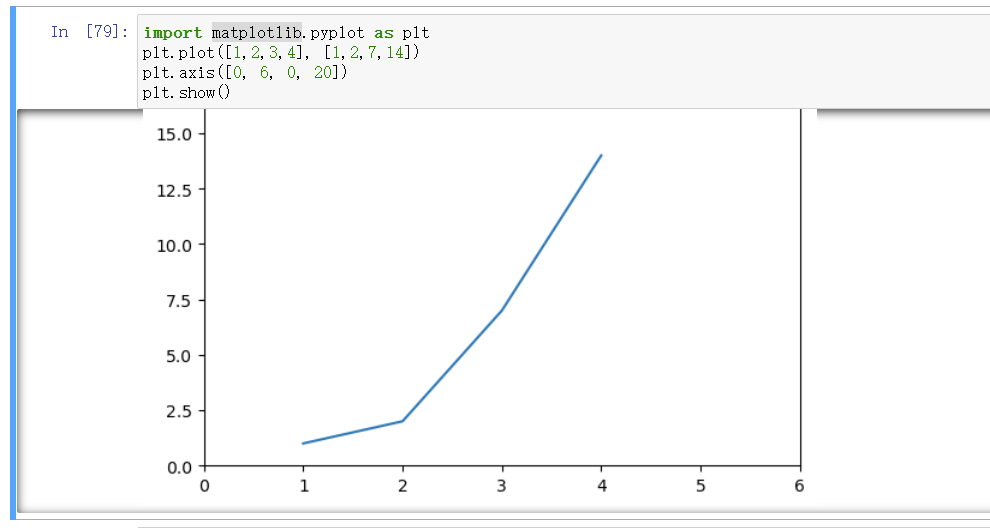 In [79]:
import matplotlib.pyplot as plt
plt.plot([1,2,3,4], [1,2,7,14])
plt.axis([0, 6, 0, 20])
plt.show()
15.0
12.5
10.0
7.5
5.0
2.5
0.0
0 1 2 3 4 5 6